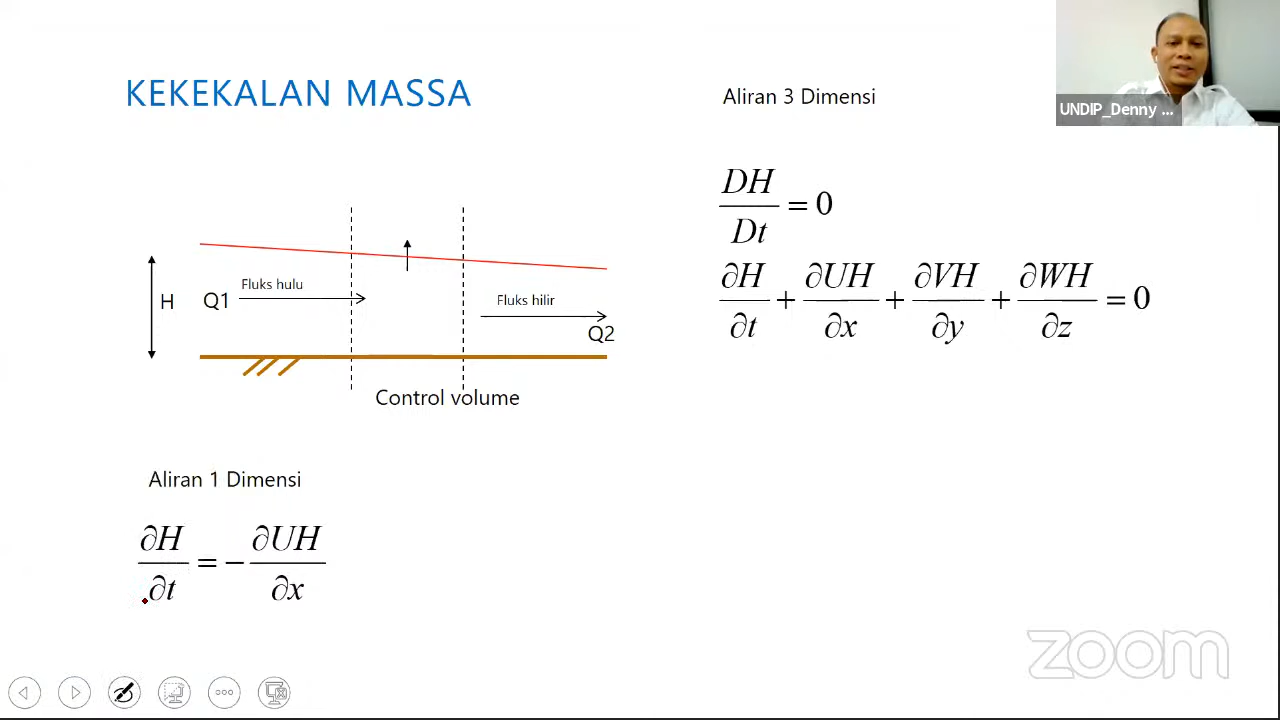 KEKEKALAN MASSA
Aliran 3 Dimensi
UNDIP_Denny ...
DH/Dt = 0
∂H/∂t + ∂UH/∂x + ∂VH/∂y + ∂WH/∂z = 0
Fluks hulu
H
Q1
Fluks hilir
Q2
Control volume
Aliran 1 Dimensi
∂H/∂t = - ∂UH/∂x
zoom